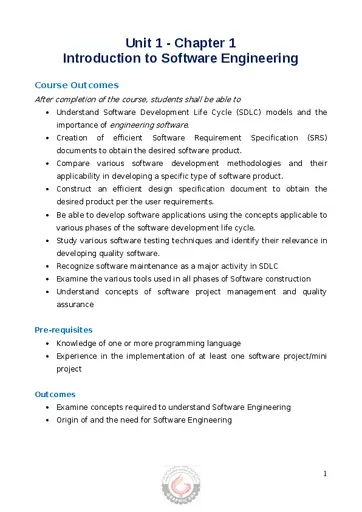 Unit 1 - Chapter 1
Introduction to Software Engineering
Course Outcomes
After completion of the course, students shall be able to
• Understand Software Development Life Cycle (SDLC) models and the
importance of engineering software.
• Creation of efficient Software Requirement Specification (SRS)
documents to obtain the desired software product.
• Compare various software development methodologies and their
applicability in developing a specific type of software product.
• Construct an efficient design specification document to obtain the
desired product per the user requirements.
• Be able to develop software applications using the concepts applicable to
various phases of the software development life cycle.
• Study various software testing techniques and identify their relevance in
developing quality software.
• Recognize software maintenance as a major activity in SDLC
• Examine the various tools used in all phases of Software construction
• Understand concepts of software project management and quality
assurance
Pre-requisites
• Knowledge of one or more programming language
• Experience in the implementation of at least one software project/mini
project
Outcomes
• Examine concepts required to understand Software Engineering
• Origin of and the need for Software Engineering
1